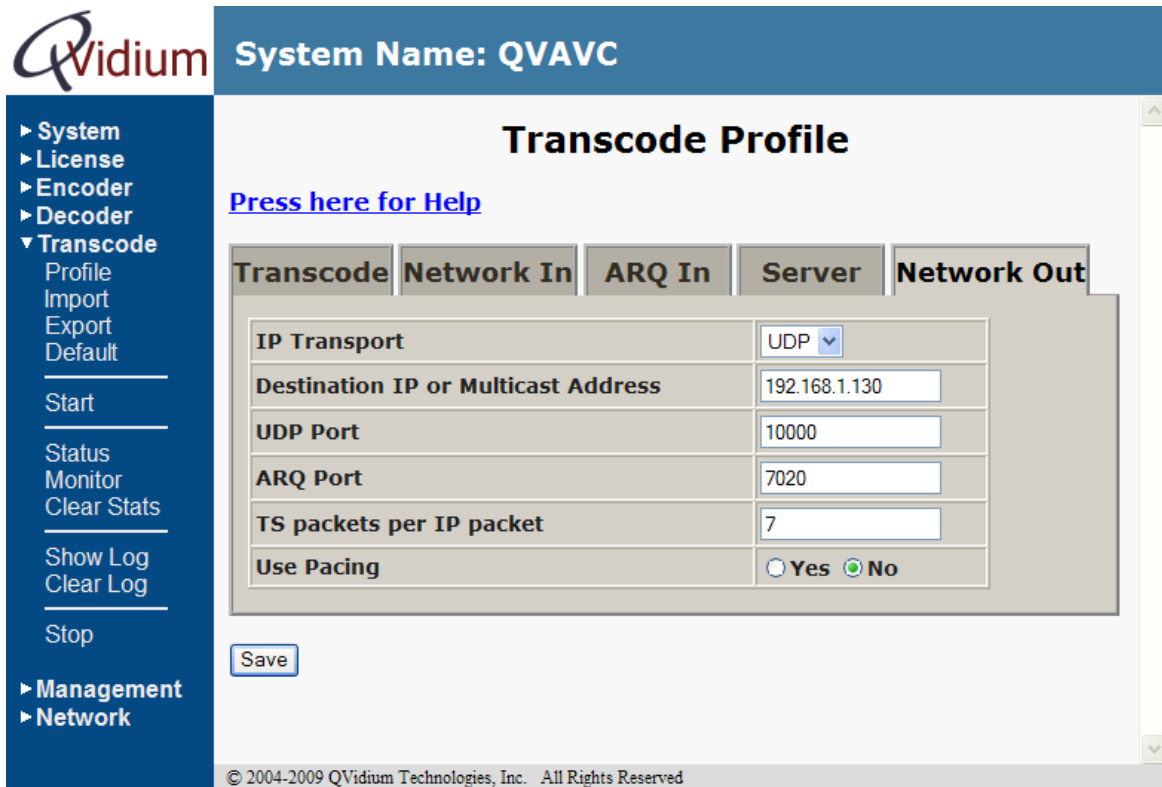 QVidium
System Name: QVAVC
System
License
Encoder
Decoder
Transcode
Profile
Import
Export
Default
Start
Status
Monitor
Clear Stats
Show Log
Clear Log
Stop
Management
Network
Transcode Profile
Press here for Help
Transcode Network In ARQ In Server Network Out
IP Transport UDP
Destination IP or Multicast Address 192.168.1.130
UDP Port 10000
ARQ Port 7020
TS packets per IP packet 7
Use Pacing Yes No
Save
© 2004-2009 QVidium Technologies, Inc. All Rights Reserved